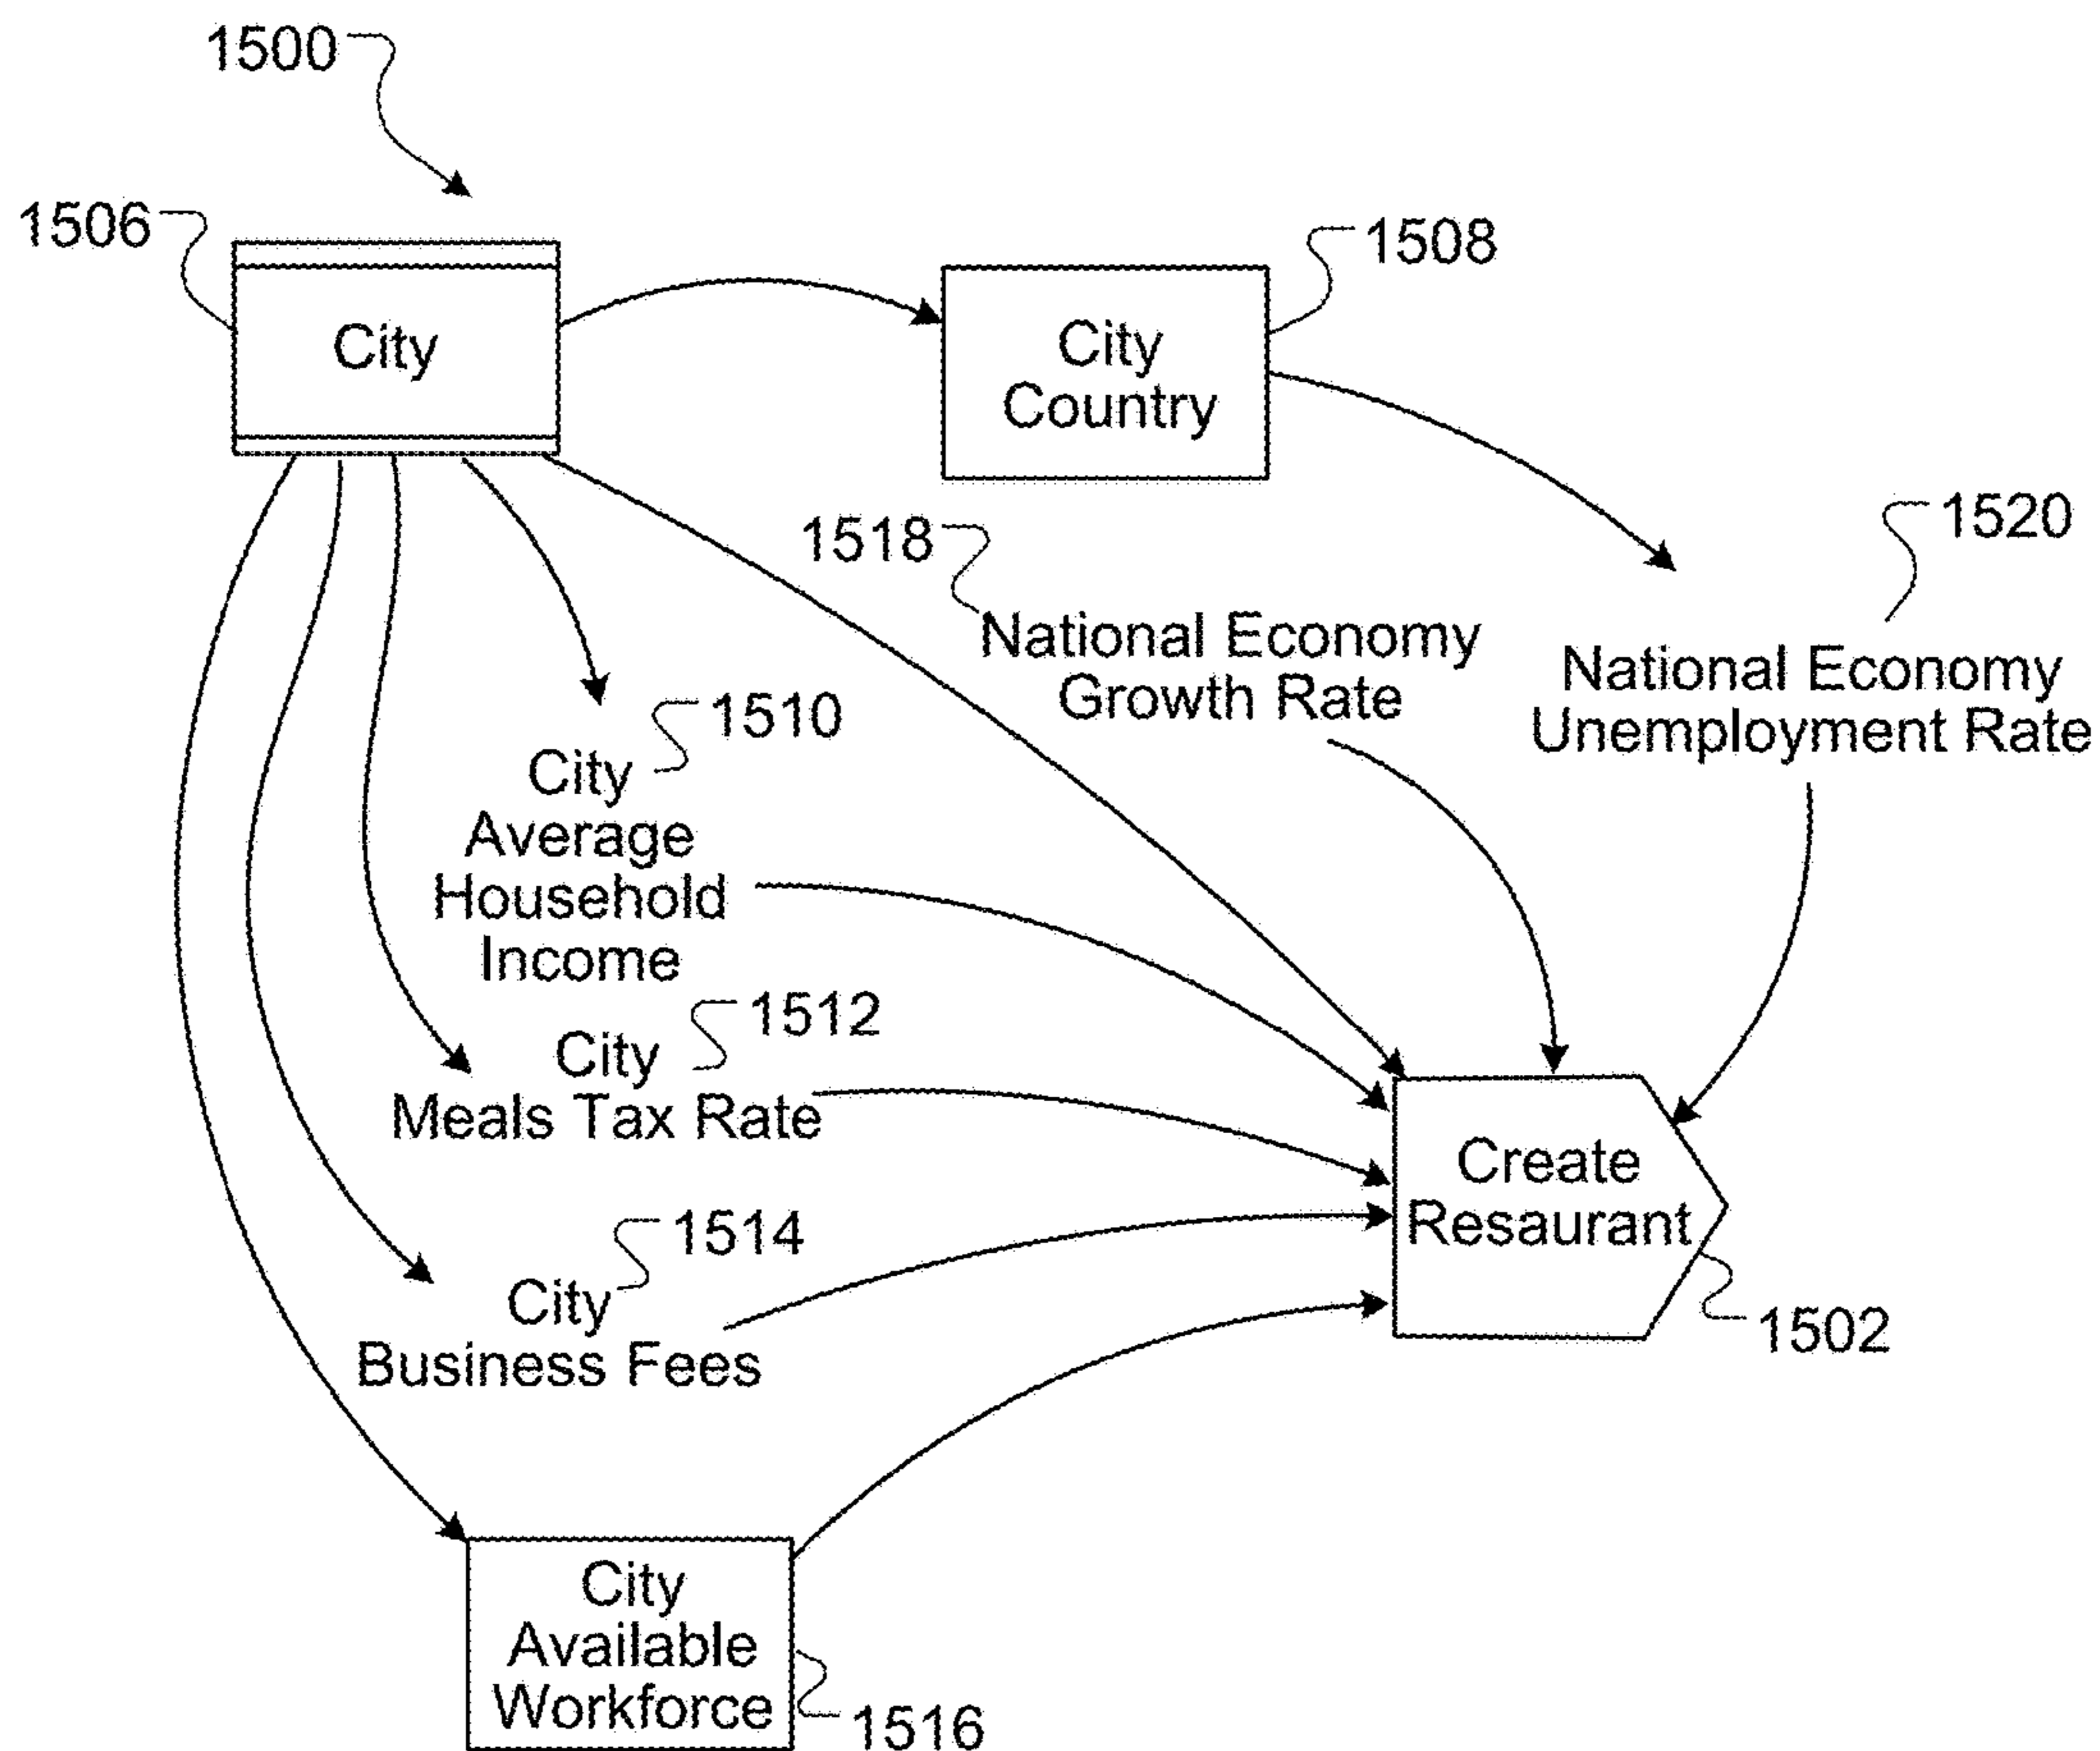 1500
1506
City
1508
City
Country
1518
National Economy
Growth Rate
1520
National Economy
Unemployment Rate
1510
City
Average
Household
Income
1512
City
Meals Tax Rate
1514
City
Business Fees
Create
Resaurant
1502
City
Available
Workforce
1516